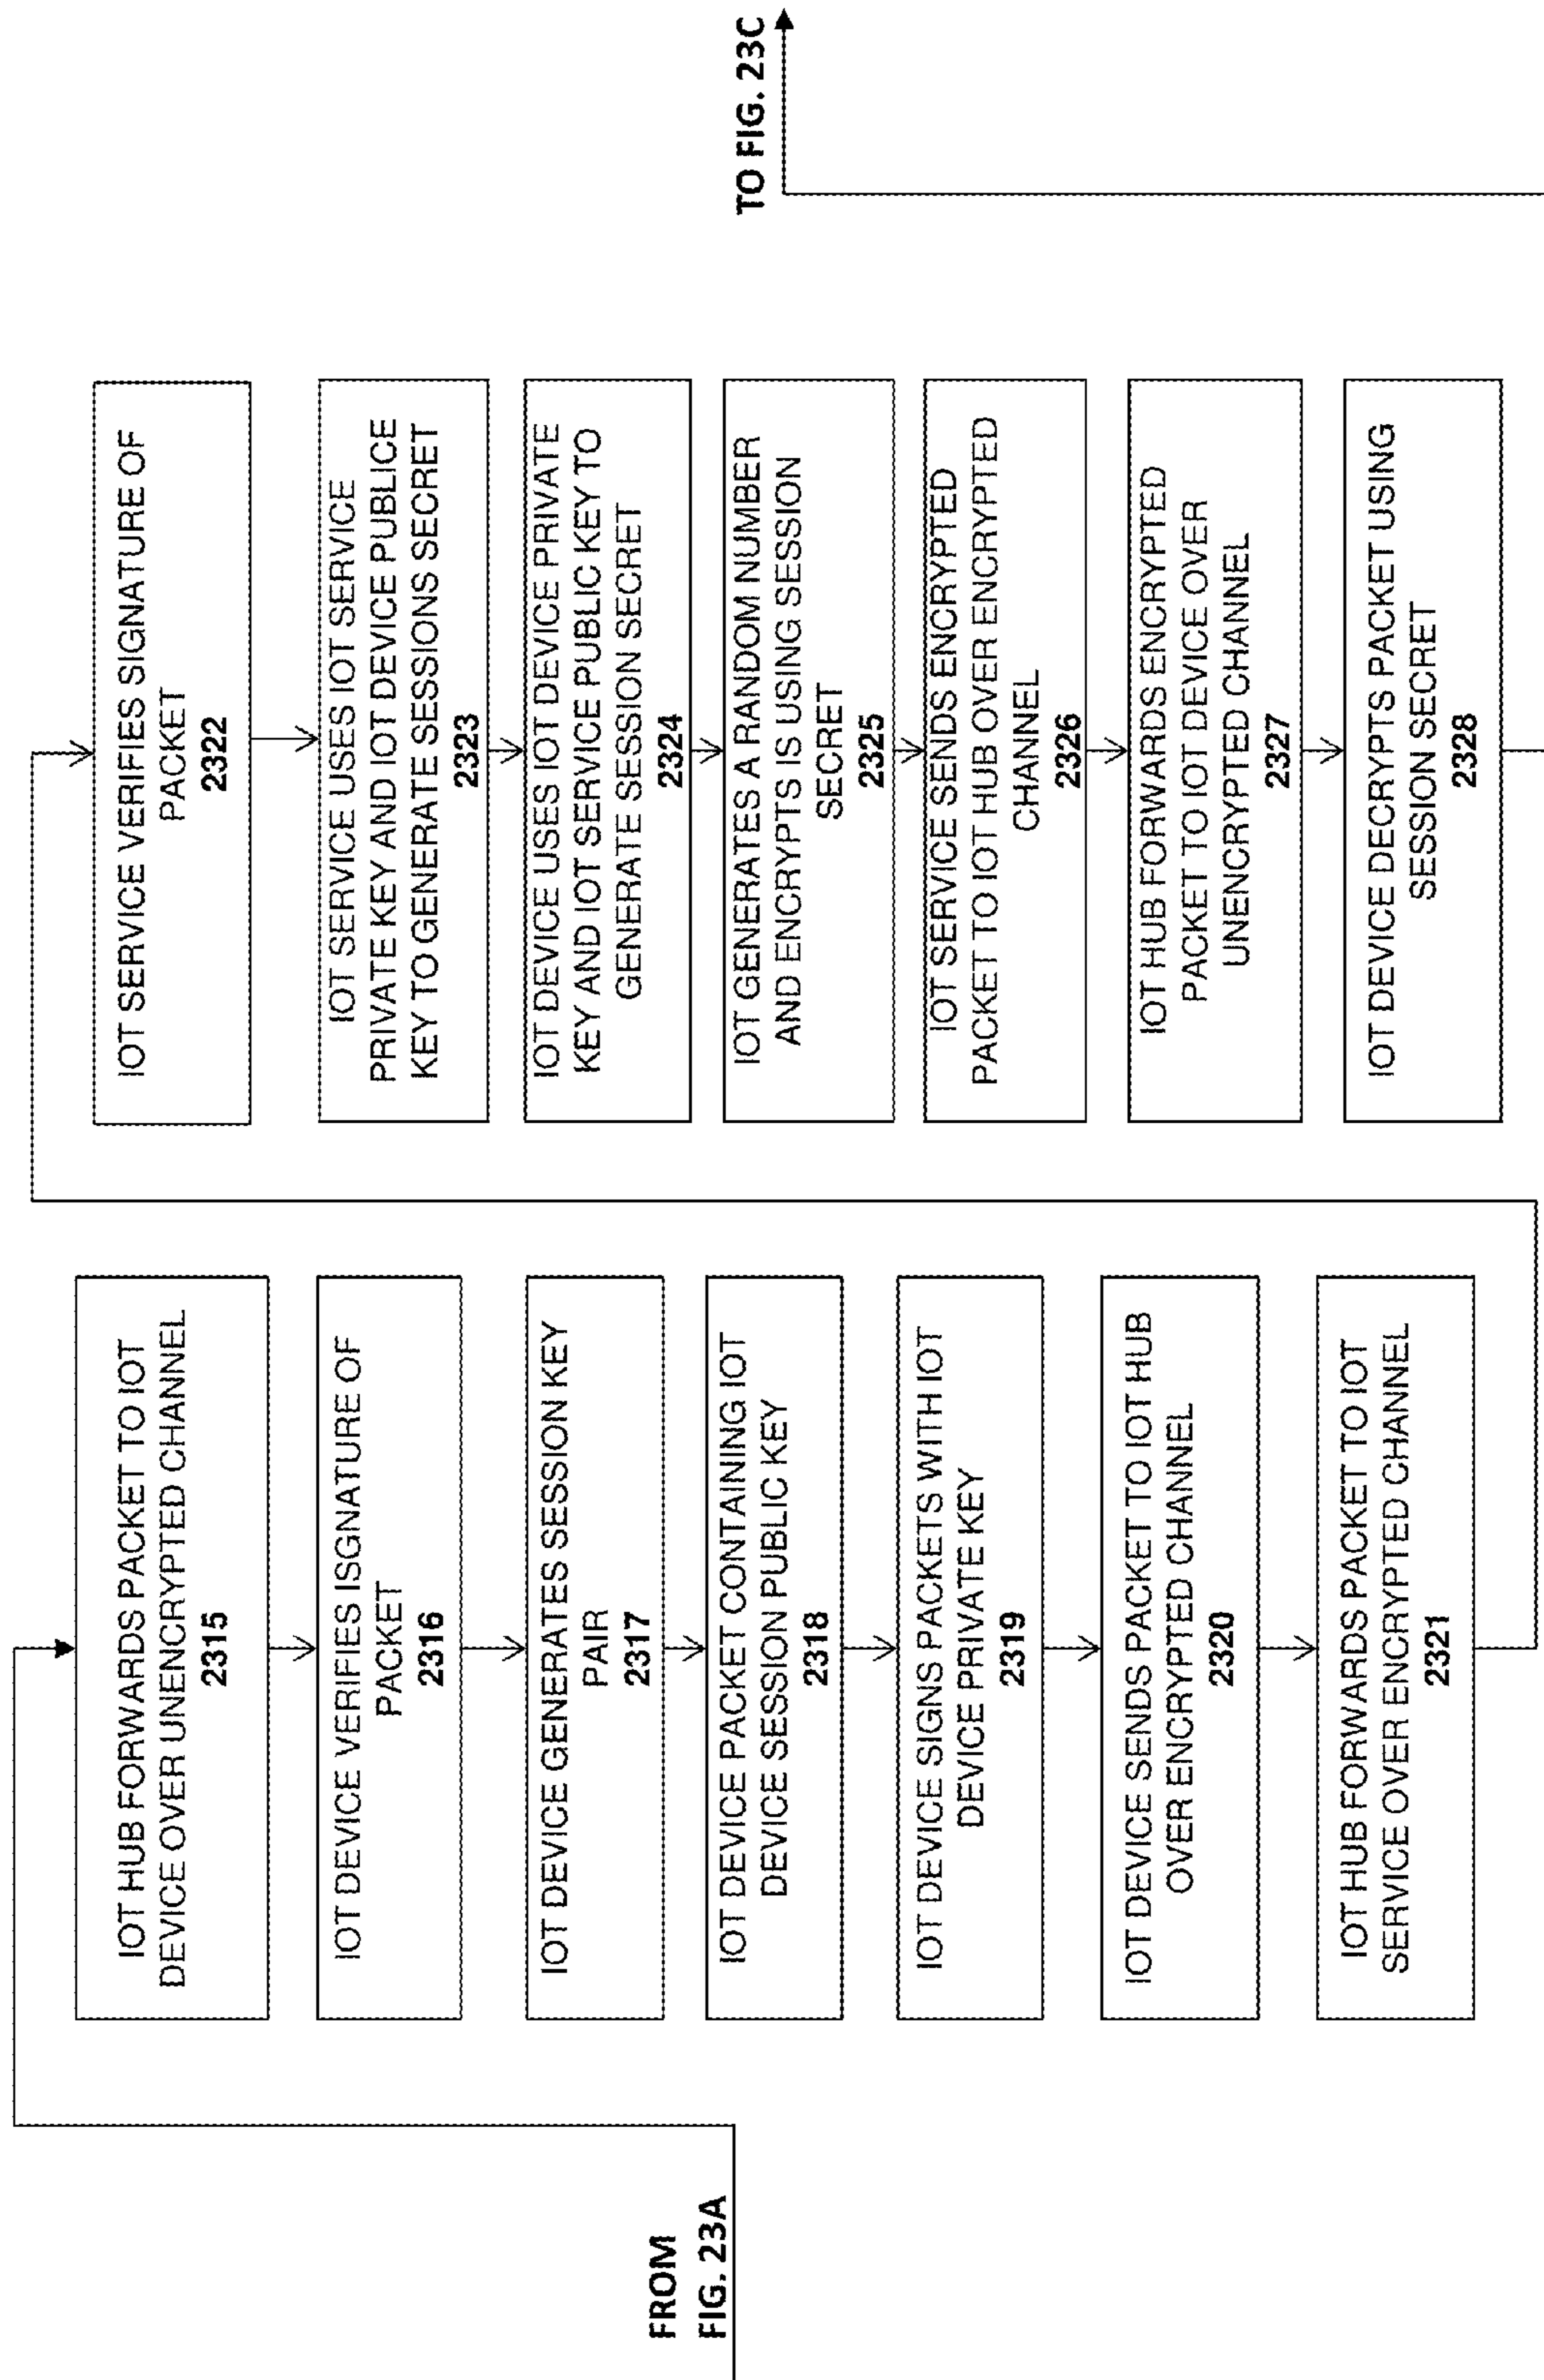 FROM
FIG. 23A
IOT HUB FORWARDS PACKET TO IOT
DEVICE OVER UNENCRYPTED CHANNEL
2315
IOT DEVICE VERIFIES ISGNATURE OF
PACKET
2316
IOT DEVICE GENERATES SESSION KEY
PAIR
2317
IOT DEVICE PACKET CONTAINING IOT
DEVICE SESSION PUBLIC KEY
2318
IOT DEVICE SIGNS PACKETS WITH IOT
DEVICE PRIVATE KEY
2319
IOT DEVICE SENDS PACKET TO IOT HUB
OVER ENCRYPTED CHANNEL
2320
IOT HUB FORWARDS PACKET TO IOT
SERVICE OVER ENCRYPTED CHANNEL
2321
IOT SERVICE VERIFIES SIGNATURE OF
PACKET
2322
IOT SERVICE USES IOT SERVICE
PRIVATE KEY AND IOT DEVICE PUBLICE
KEY TO GENERATE SESSIONS SECRET
2323
IOT DEVICE USES IOT DEVICE PRIVATE
KEY AND IOT SERVICE PUBLIC KEY TO
GENERATE SESSION SECRET
2324
IOT GENERATES A RANDOM NUMBER
AND ENCRYPTS IS USING SESSION
SECRET
2325
IOT SERVICE SENDS ENCRYPTED
PACKET TO IOT HUB OVER ENCRYPTED
CHANNEL
2326
IOT HUB FORWARDS ENCRYPTED
PACKET TO IOT DEVICE OVER
UNENCRYPTED CHANNEL
2327
IOT DEVICE DECRYPTS PACKET USING
SESSION SECRET
2328
TO FIG. 23C